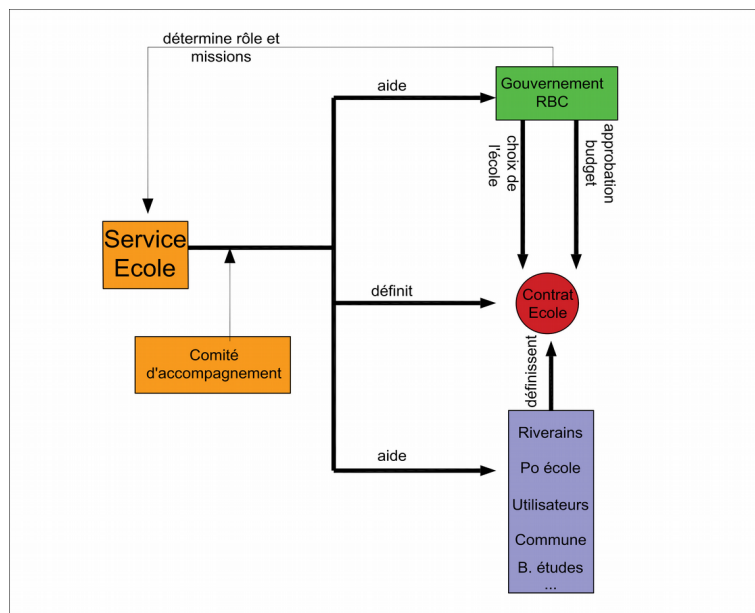 détermine rôle et
missions
aide
Gouvernement
RBC
choix de
l'école
approbation
budget
Service
Ecole
définit
Contrat
Ecole
Comité
d'accompagnement
définissent
aide
Riverains
Po école
Utilisateurs
Commune
B. études
...